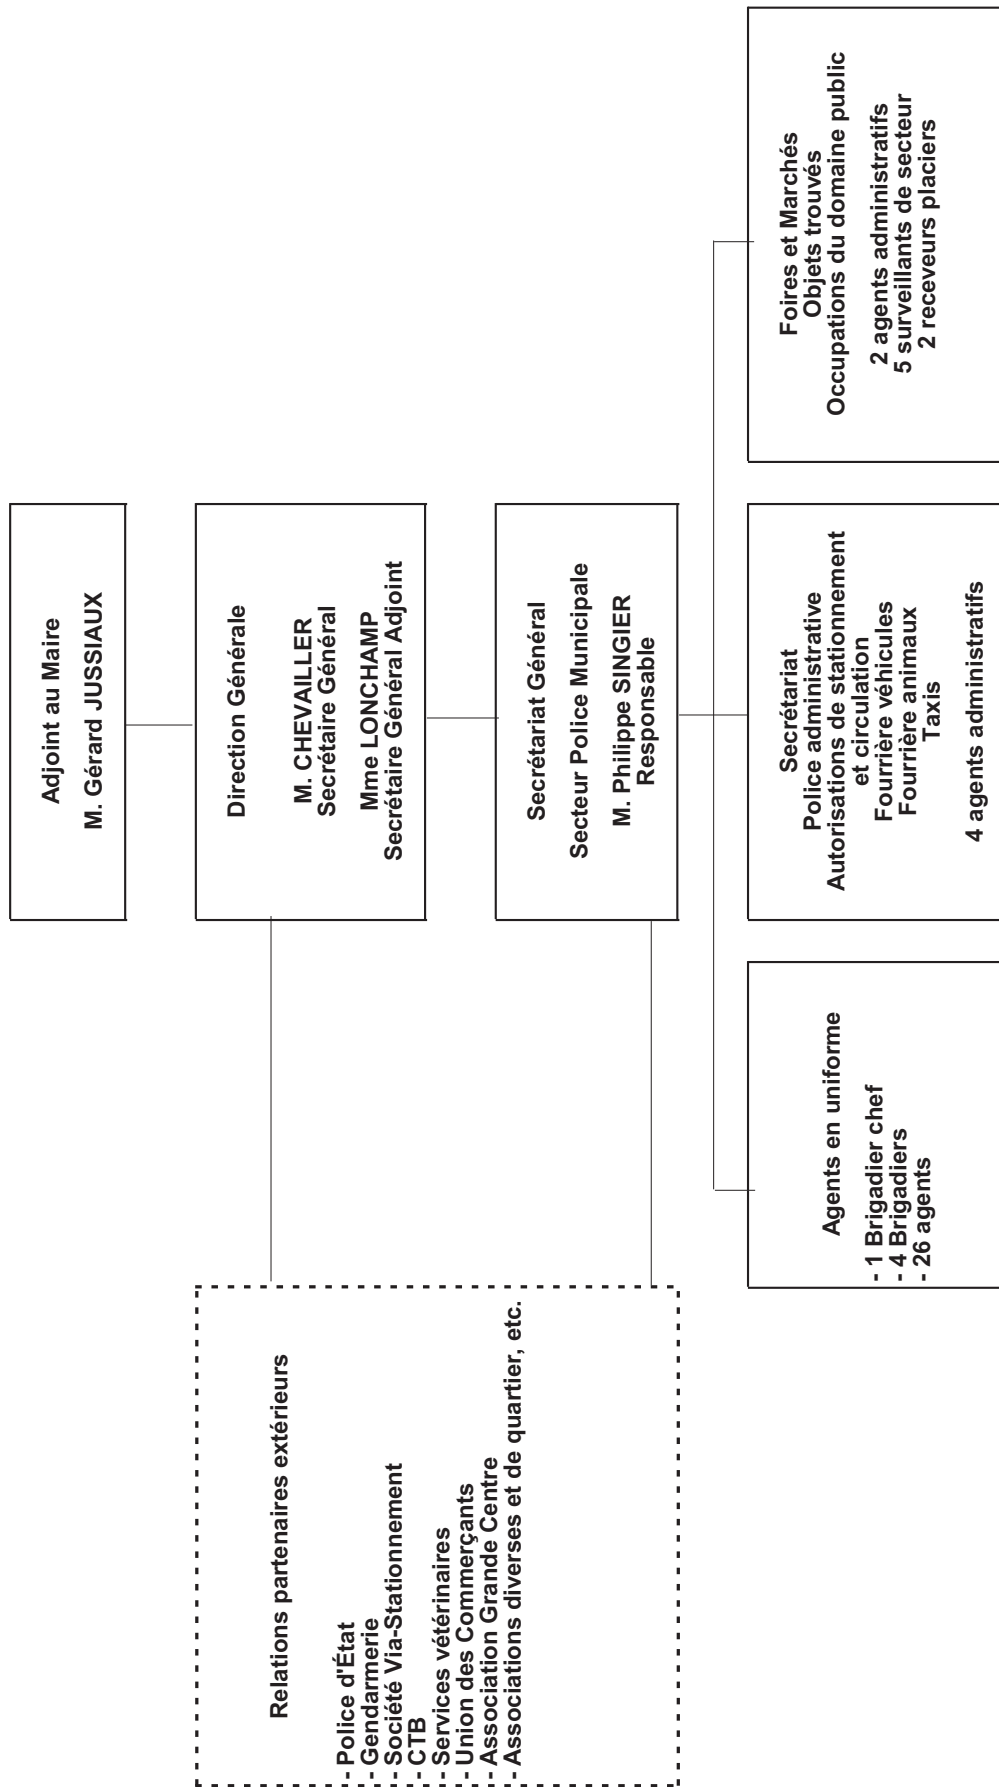 Adjoint au Maire
M. Gérard JUSSIAUX
Direction Générale
M. CHEVAILLER
Secrétaire Général
Mme LONCHAMP
Secrétaire Général Adjoint
Relations partenaires extérieurs
- Police d'État
- Gendarmerie
- Société Via-Stationnement
- CTB
- Services vétérinaires
- Union des Commerçants
- Association Grande Centre
- Associations diverses et de quartier, etc.
Secrétariat Général
Secteur Police Municipale
M. Philippe SINGIER
Responsable
Agents en uniforme
- 1 Brigadier chef
- 4 Brigadiers
- 26 agents
Secrétariat
Police administrative
Autorisations de stationnement
et circulation
Fourrière véhicules
Fourrière animaux
Taxis
4 agents administratifs
Foires et Marchés
Objets trouvés
Occupations du domaine public
2 agents administratifs
5 surveillants de secteur
2 receveurs placiers